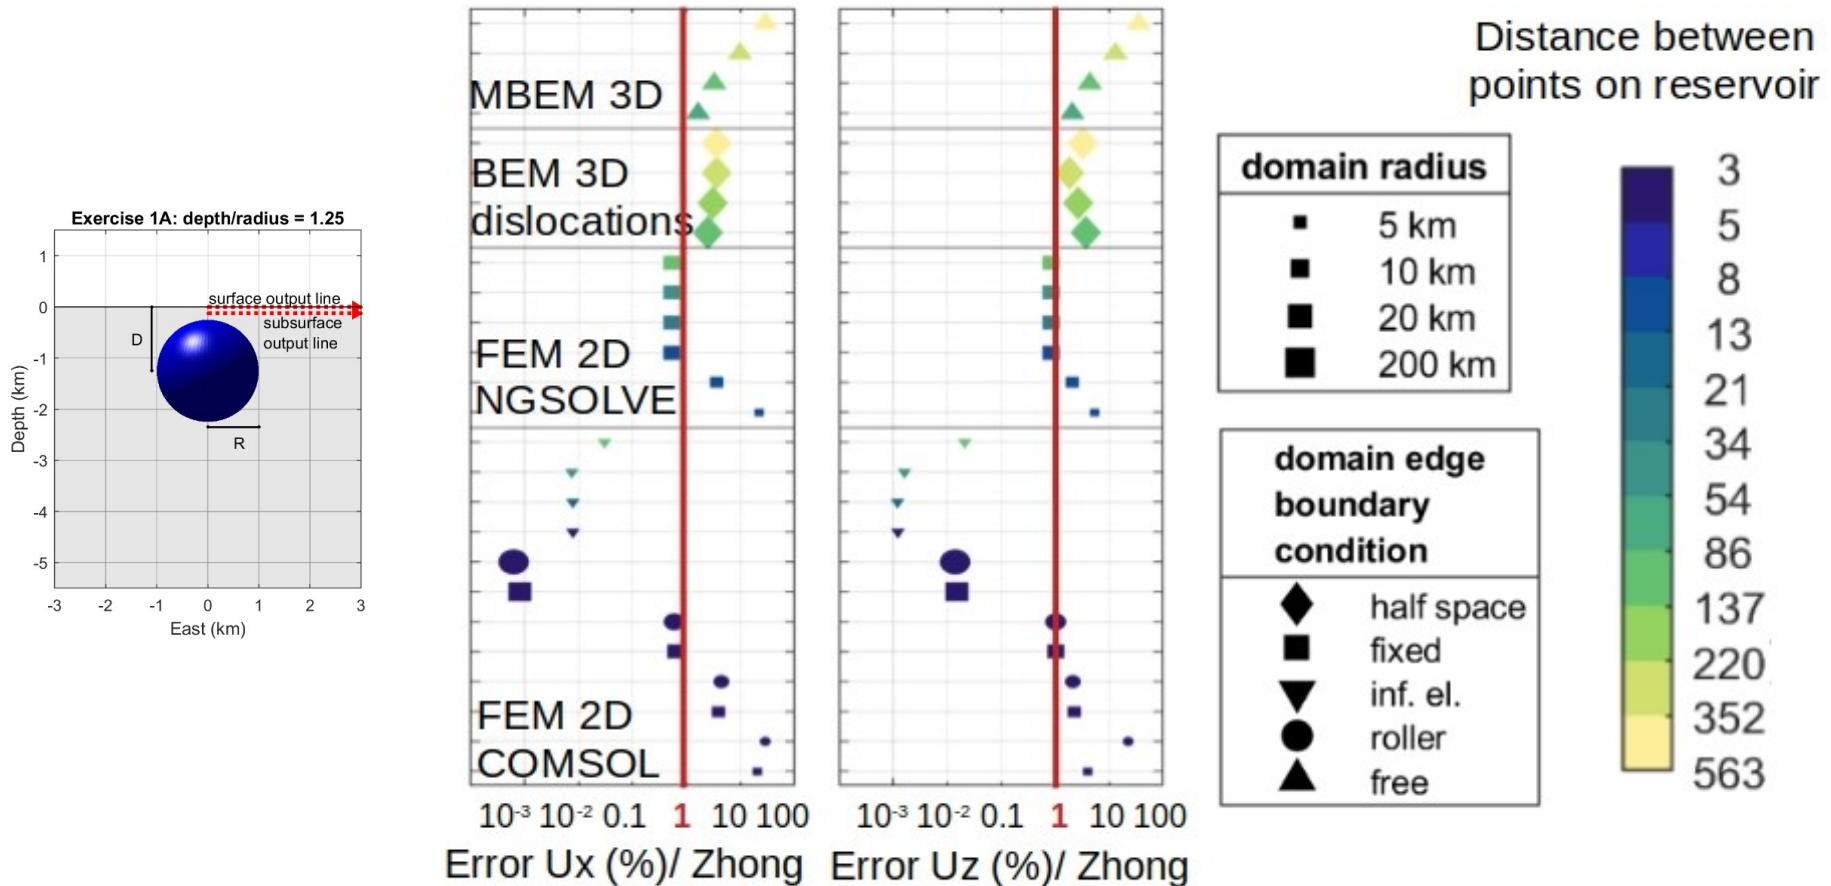 Exercise 1A: depth/radius = 1.25
1
0
-1
-2
-3
-4
-5
Depth (km)
surface output line
subsurface
output line
D
R
-3 -2 -1 0 1 2 3
East (km)
MBEM 3D
BEM 3D
dislocations
FEM 2D
NGSOLVE
FEM 2D
COMSOL
10-3 10-2 0.1 1 10 100
Error Ux (%)/ Zhong
10-3 10-2 0.1 1 10 100
Error Uz (%)/ Zhong
domain radius
5 km
10 km
20 km
200 km
domain edge
boundary
condition
half space
fixed
inf. el.
roller
free
Distance between
points on reservoir
3
5
8
13
21
34
54
86
137
220
352
563